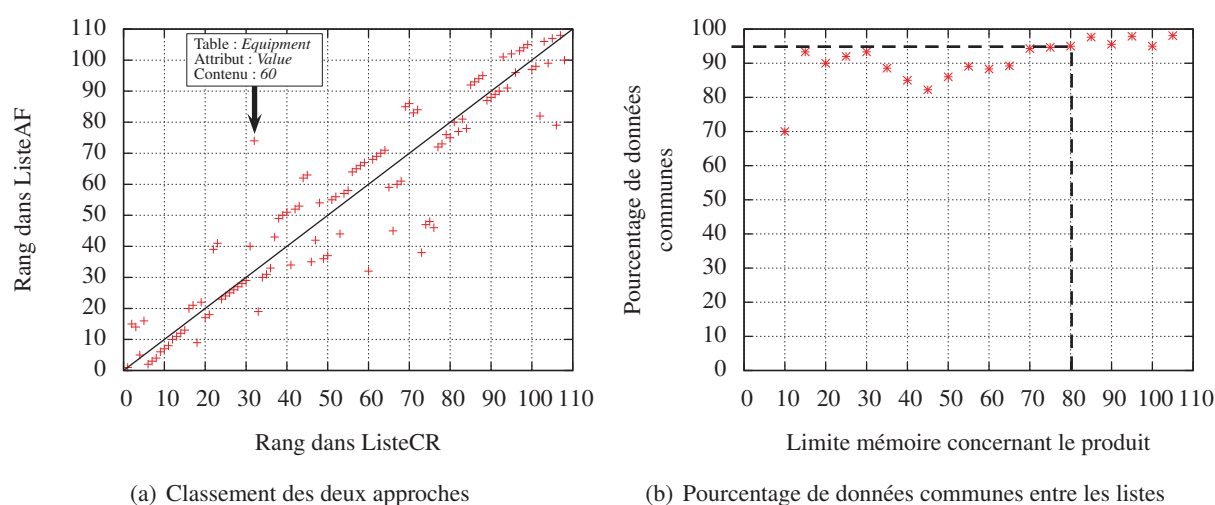 Table : Equipment
Attribut : Value
Contenu : 60
Rang dans ListeAF
110
100
90
80
70
60
50
40
30
20
10
0
0 10 20 30 40 50 60 70 80 90 100 110
Rang dans ListeCR
(a) Classement des deux approches
Pourcentage de données
communes
100
90
80
70
60
50
40
30
20
10
0
0 10 20 30 40 50 60 70 80 90 100 110
Limite mémoire concernant le produit
(b) Pourcentage de données communes entre les listes